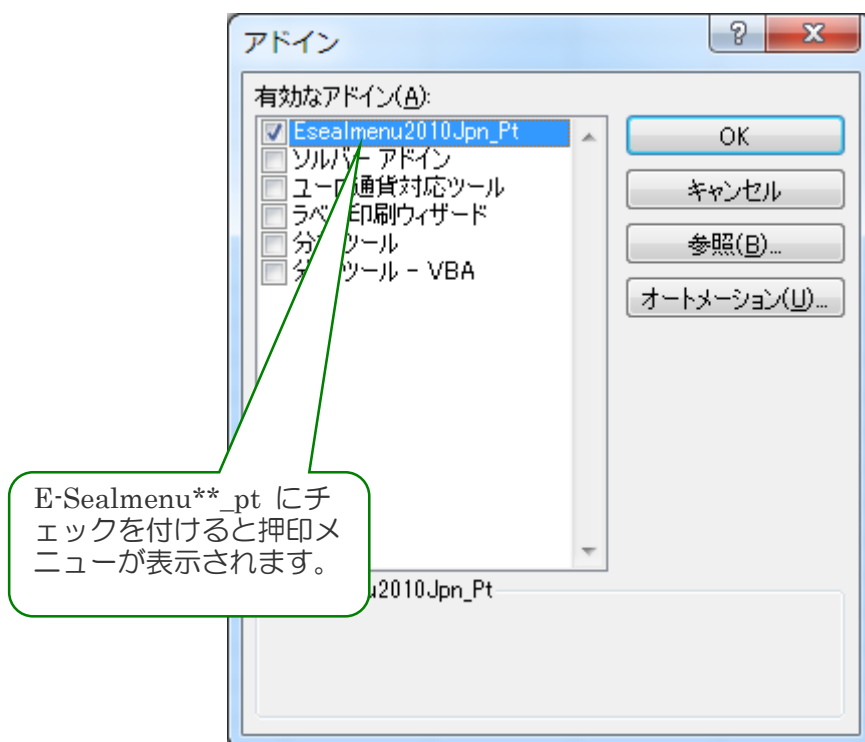 アドイン
有効なアドイン(A):
Esealmenu2010Jpn_Pt
ソルバー アドイン
ユーロ通貨対応ツール
ラベル印刷ウィザード
分析ツール
分析ツール - VBA
OK
キャンセル
参照(B)...
オートメーション(U)...
E-Sealmenu**_pt にチ
ェックを付けると押印メ
ニューが表示されます。
u2010Jpn_Pt